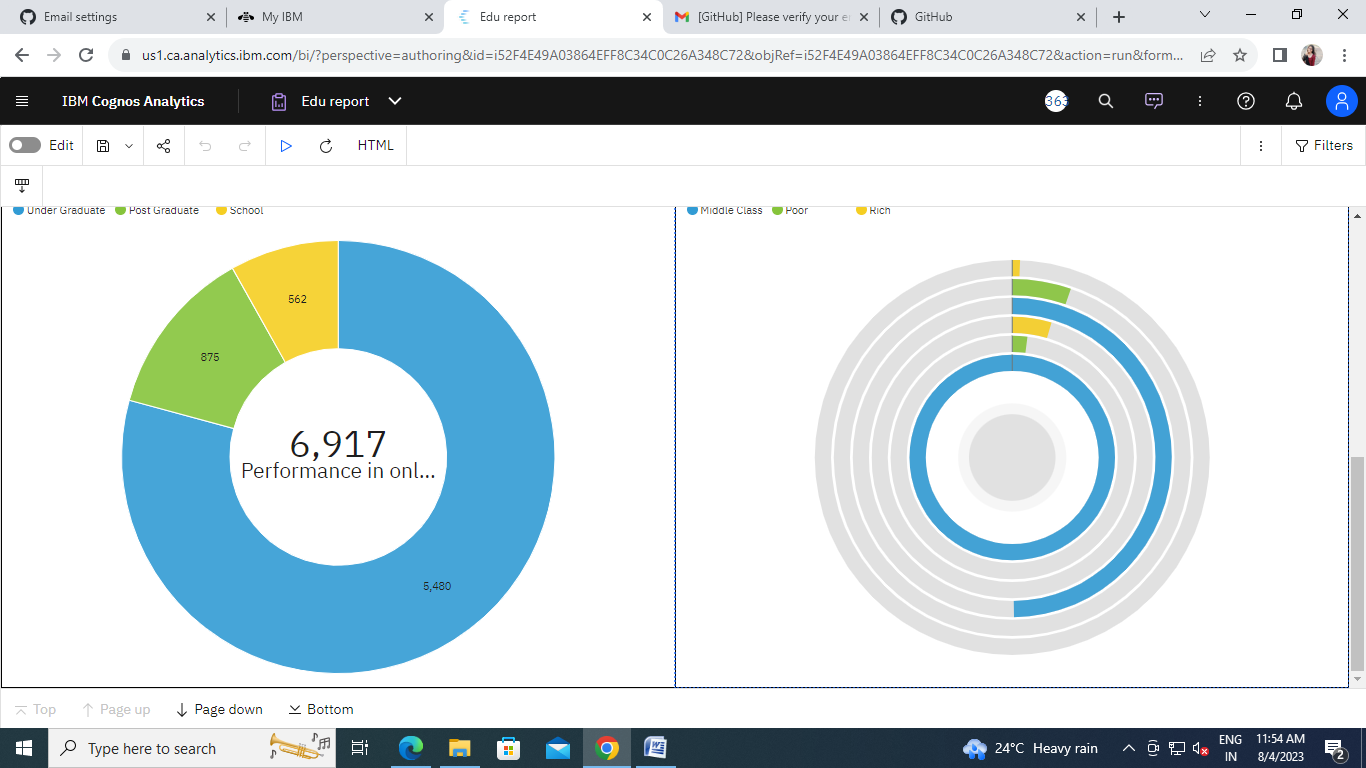 Email settings
My IBM
Edu report
[GitHub] Please verify your e
GitHub
us1.ca.analytics.ibm.com/bi/?perspective=authoring&id=i52F4E49A03864EFF8C34C0C26A348C72&objRef=i52F4E49A03864EFF8C34C0C26A348C72&action=run&form...
IBM Cognos Analytics
Edu report
363
Edit
HTML
Filters
Under Graduate Post Graduate School
Middle Class Poor Rich
562
875
6,917
Performance in onl...
5,480
Top
Page up
Page down
Bottom
Type here to search
24°C Heavy rain
ENG
IN
11:54 AM
8/4/2023
2